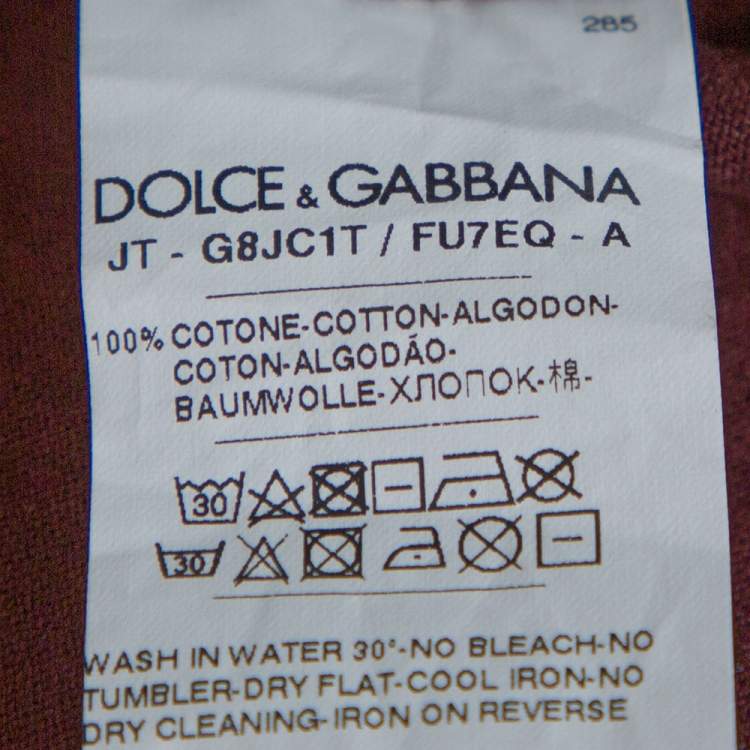 285
DOLCE & GABBANA
JT - G8JC1T / FU7EQ - A
100% COTONE-COTTON-ALGODON-
COTON-ALGODÃO-
BAUMWOLLE-ХЛОПОК-棉-
30
30
WASH IN WATER 30°-NO BLEACH-NO
TUMBLER-DRY FLAT-COOL IRON-NO
DRY CLEANING-IRON ON REVERSE